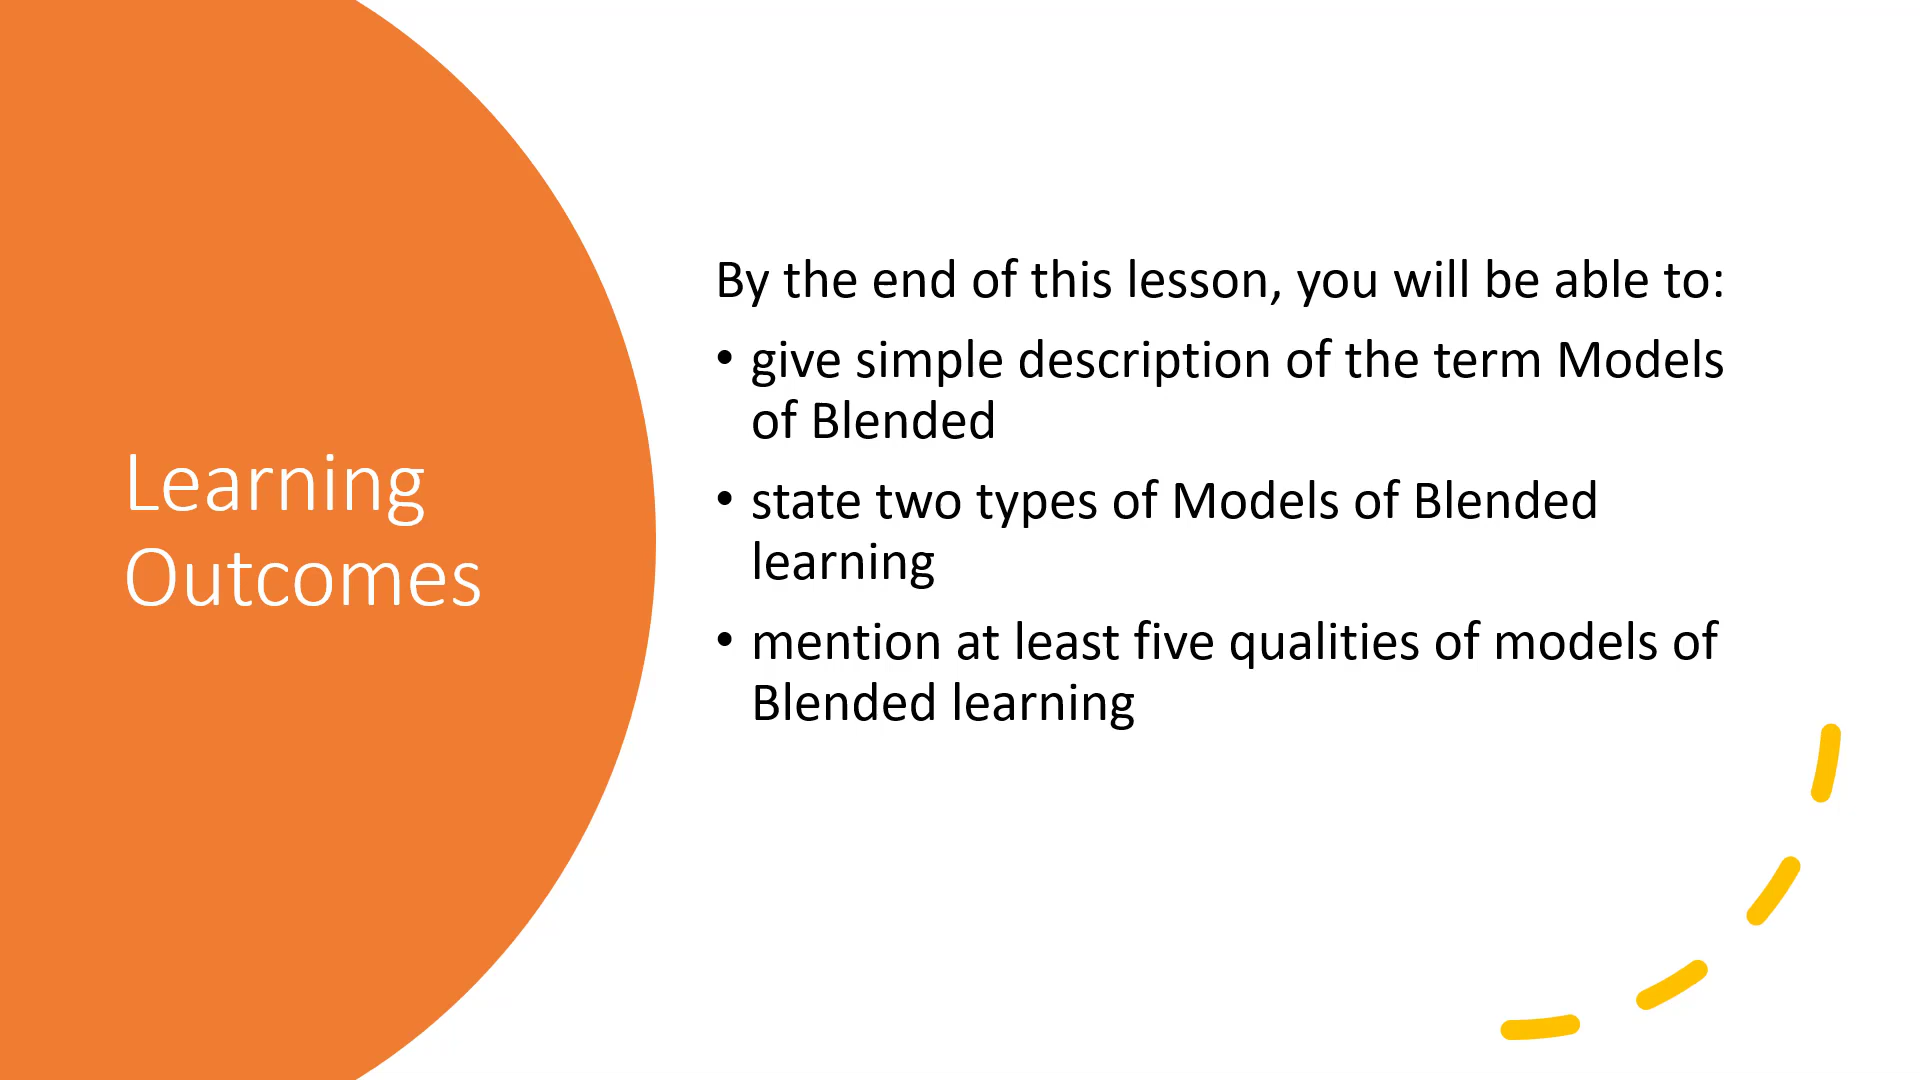 Learning
Outcomes
By the end of this lesson, you will be able to:
• give simple description of the term Models
of Blended
• state two types of Models of Blended
learning
• mention at least five qualities of models of
Blended learning